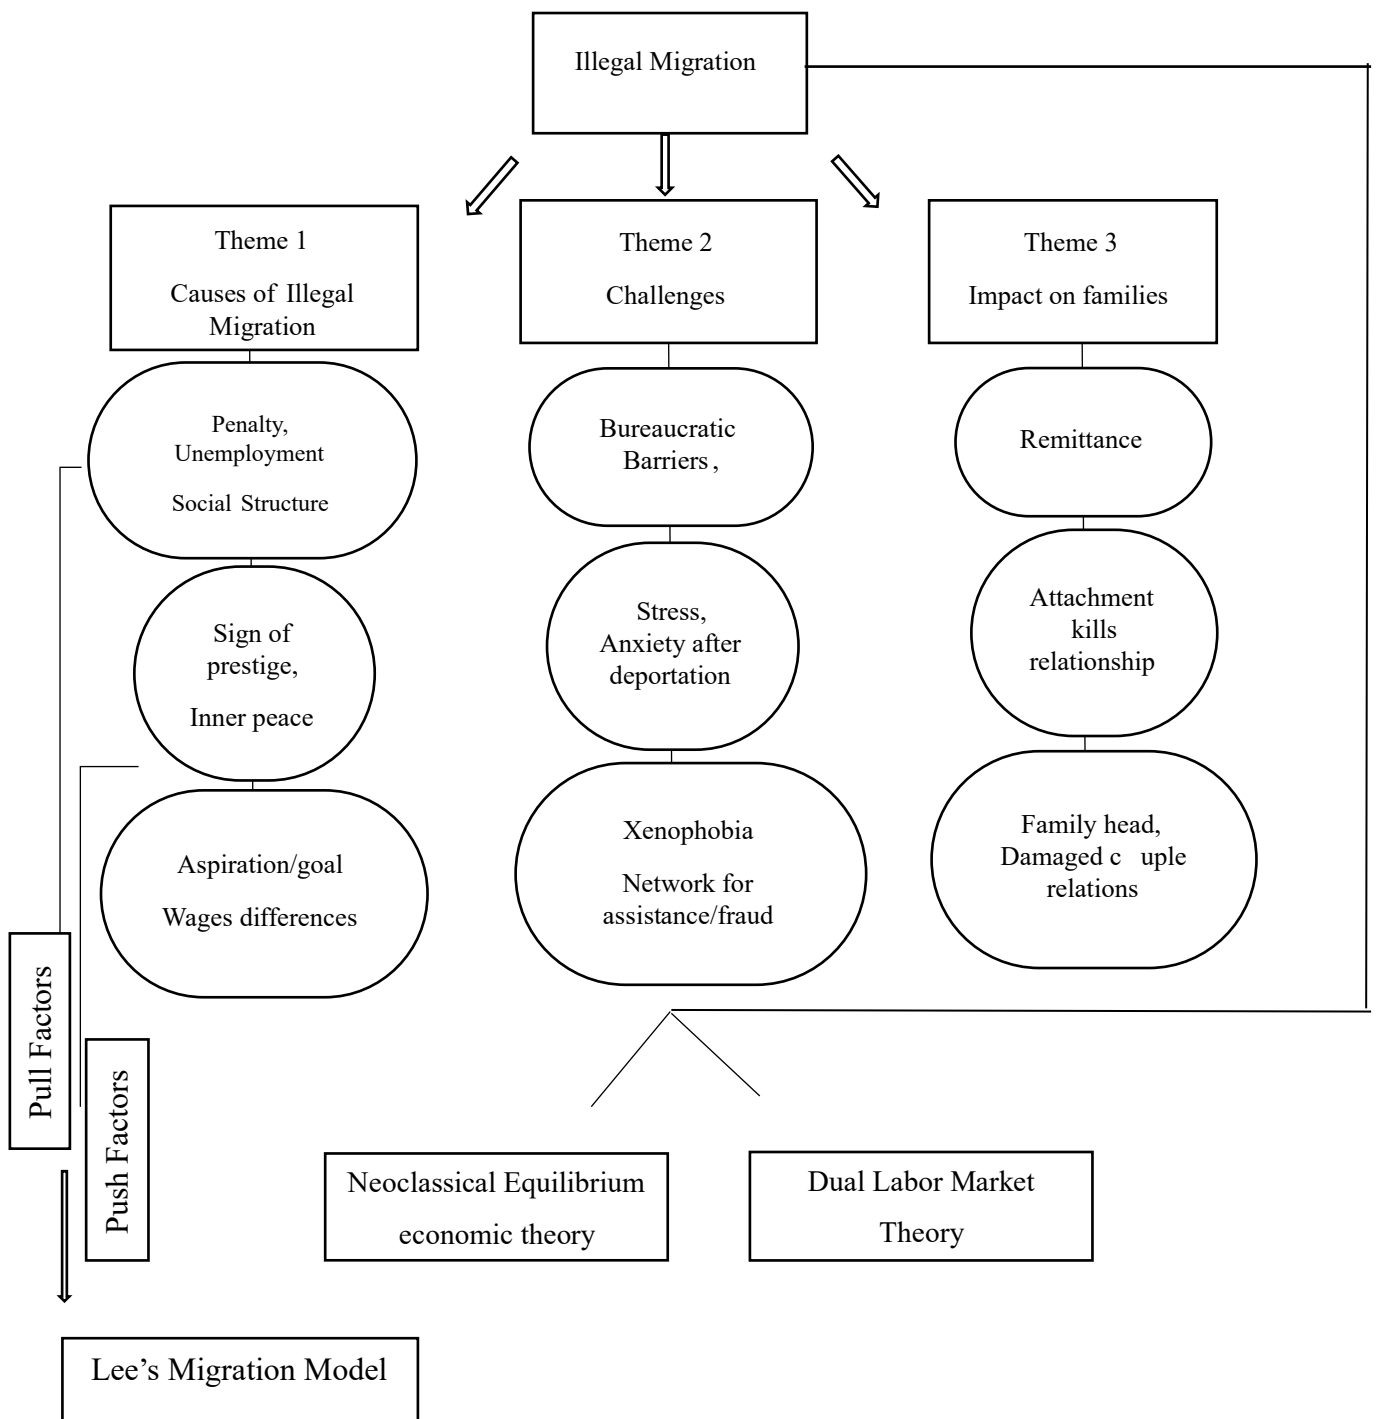 Illegal Migration
Theme 1
Causes of Illegal
Migration
Theme 2
Challenges
Theme 3
Impact on families
Penalty,
Unemployment
Social Structure
Bureaucratic
Barriers,
Remittance
Sign of
prestige,
Inner peace
Stress,
Anxiety after
deportation
Attachment
kills
relationship
Aspiration/goal
Wages differences
Xenophobia
Network for
assistance/fraud
Family head,
Damaged c uple
relations
Pull Factors
Push Factors
Neoclassical Equilibrium
economic theory
Dual Labor Market
Theory
Lee’s Migration Model